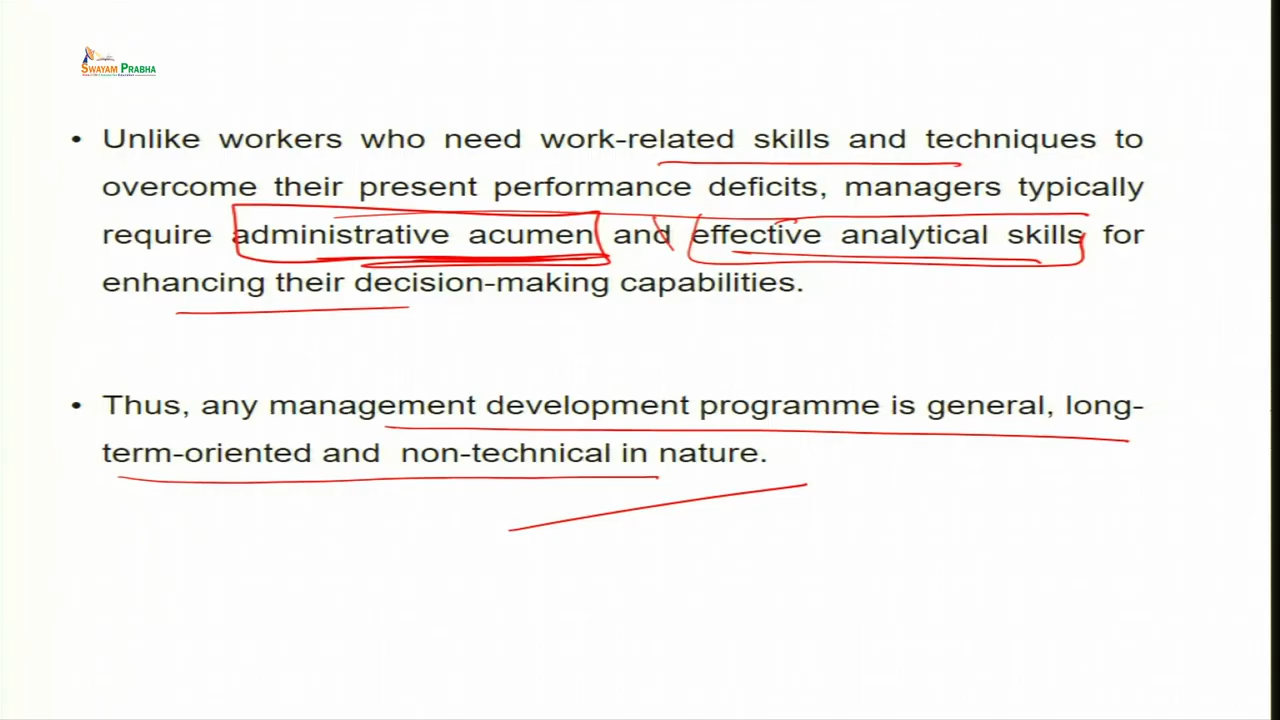 SWAYAM PRABHA
• Unlike workers who need work-related skills and techniques to
overcome their present performance deficits, managers typically
require administrative acumen and effective analytical skills for
enhancing their decision-making capabilities.
• Thus, any management development programme is general, long-
term-oriented and non-technical in nature.